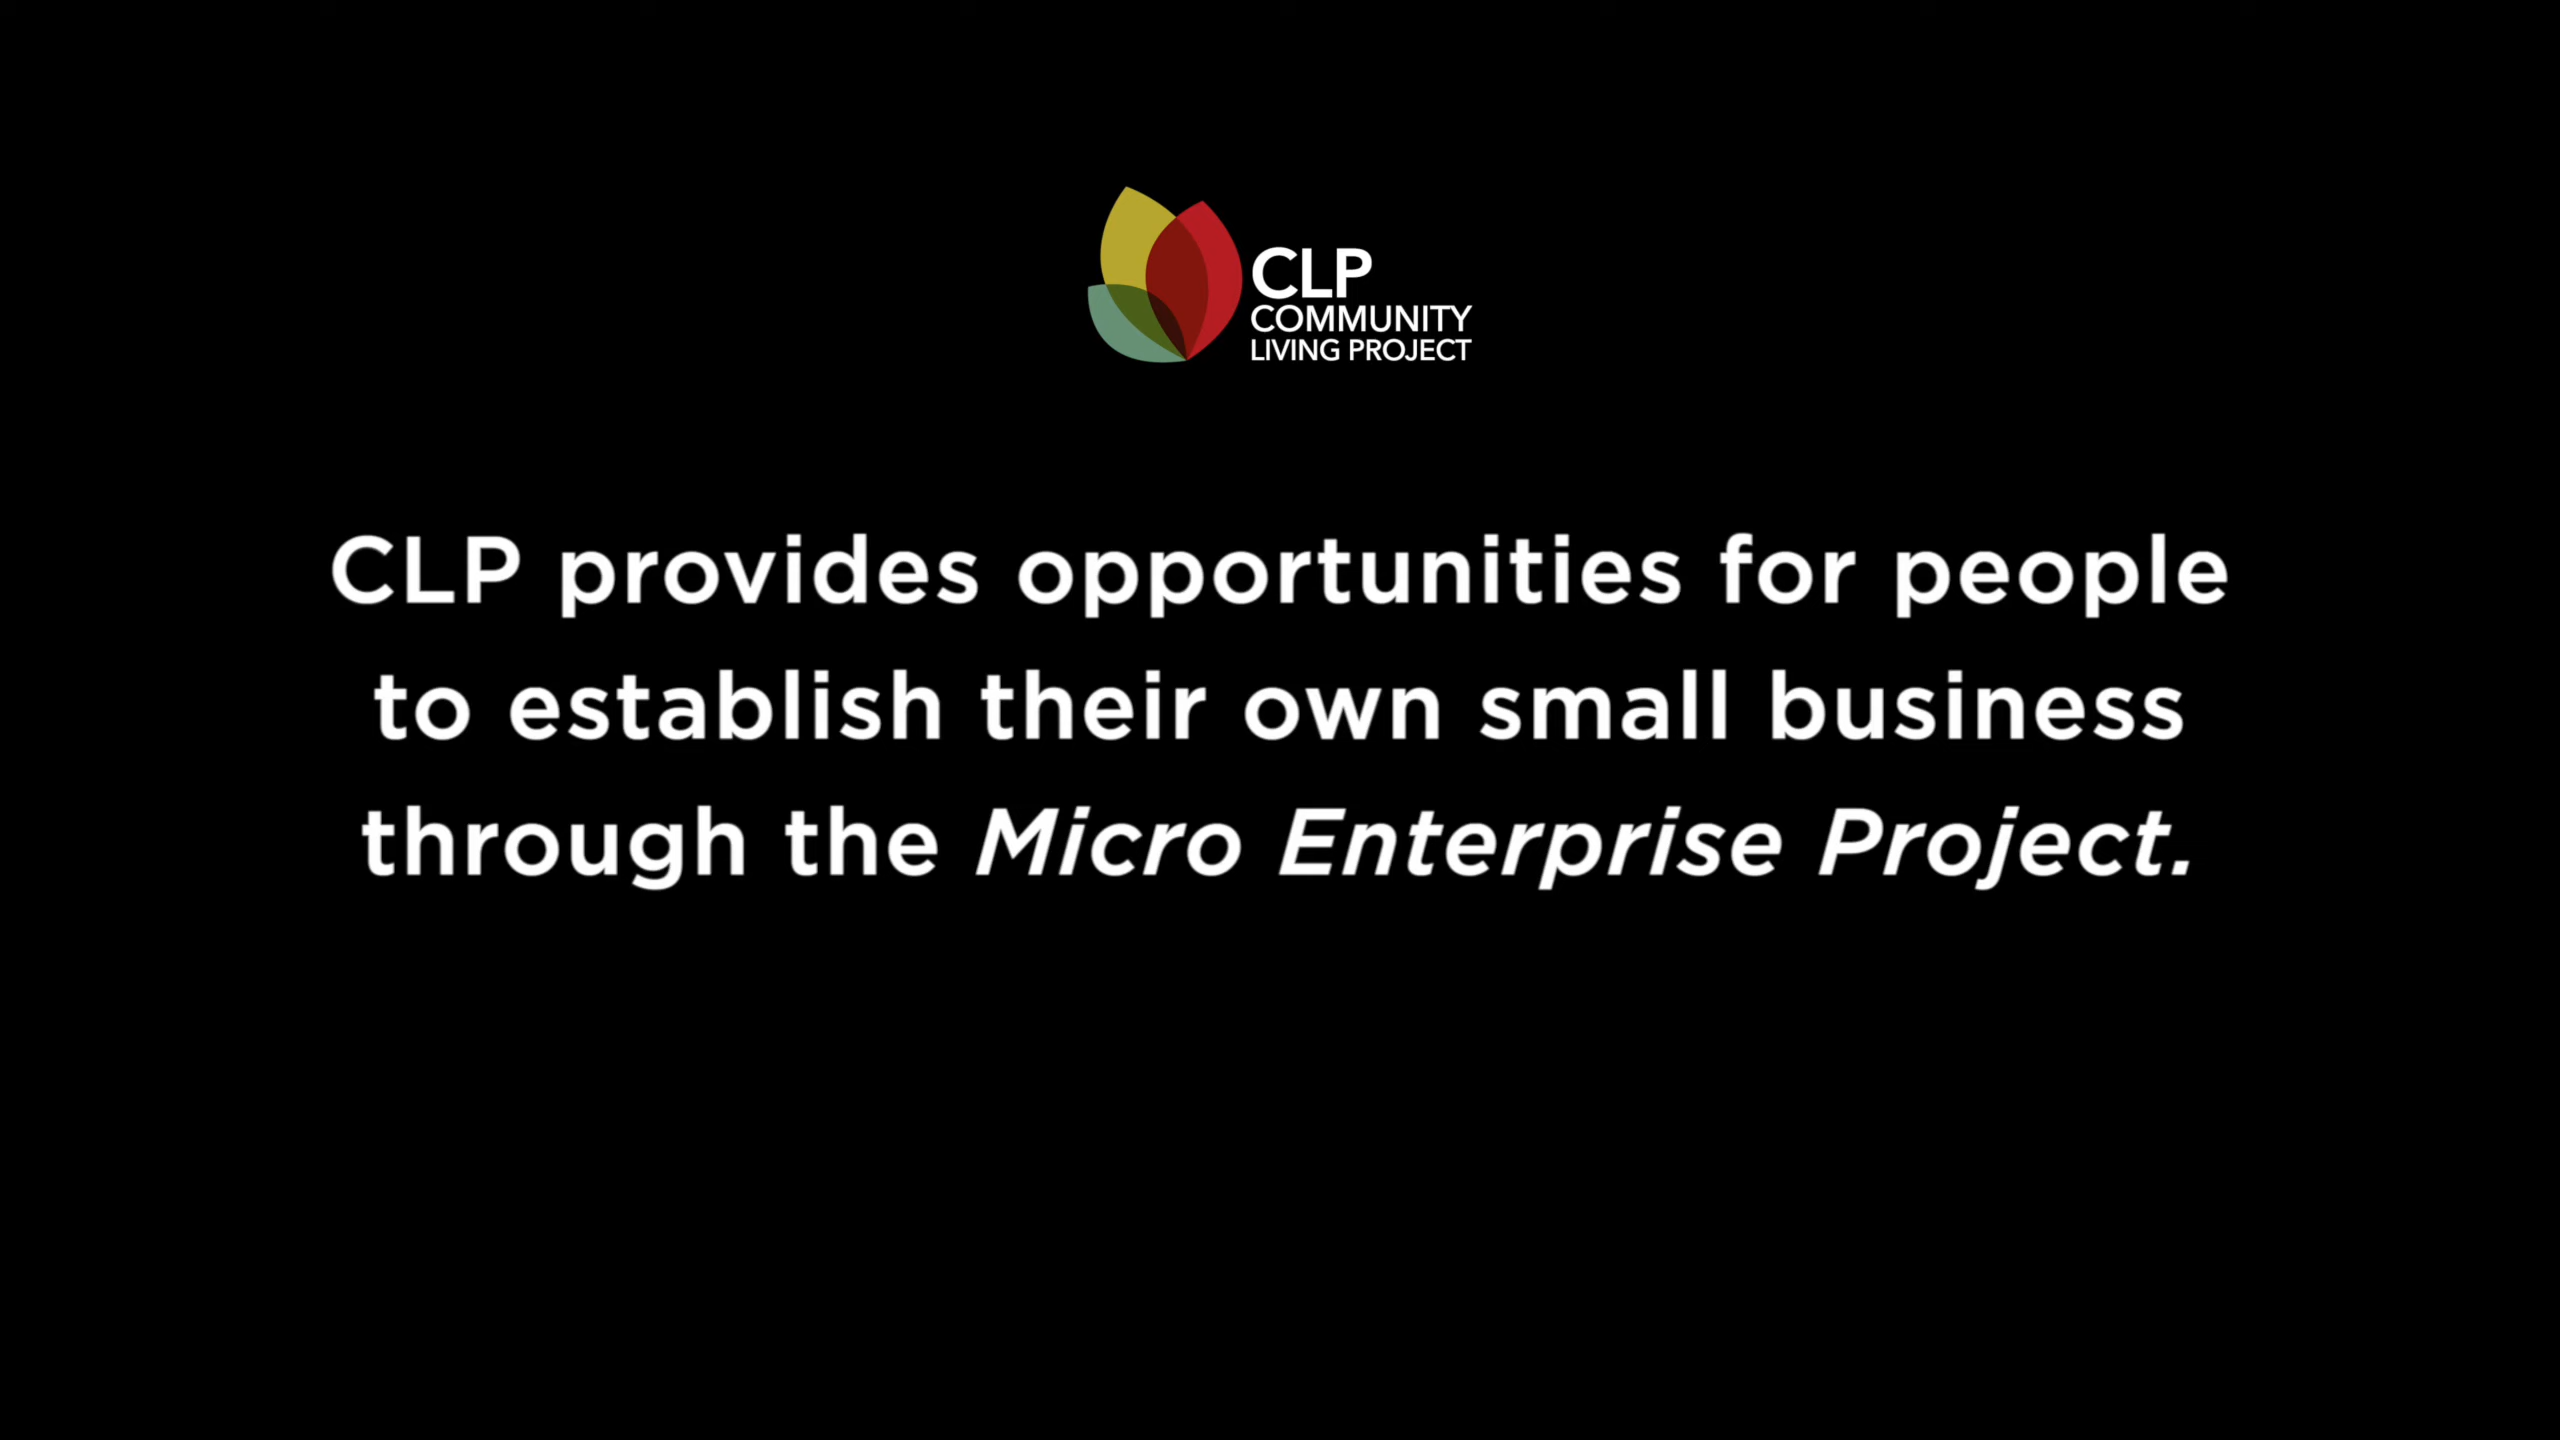 CLP
COMMUNITY
LIVING PROJECT
CLP provides opportunities for people
to establish their own small business
through the Micro Enterprise Project.